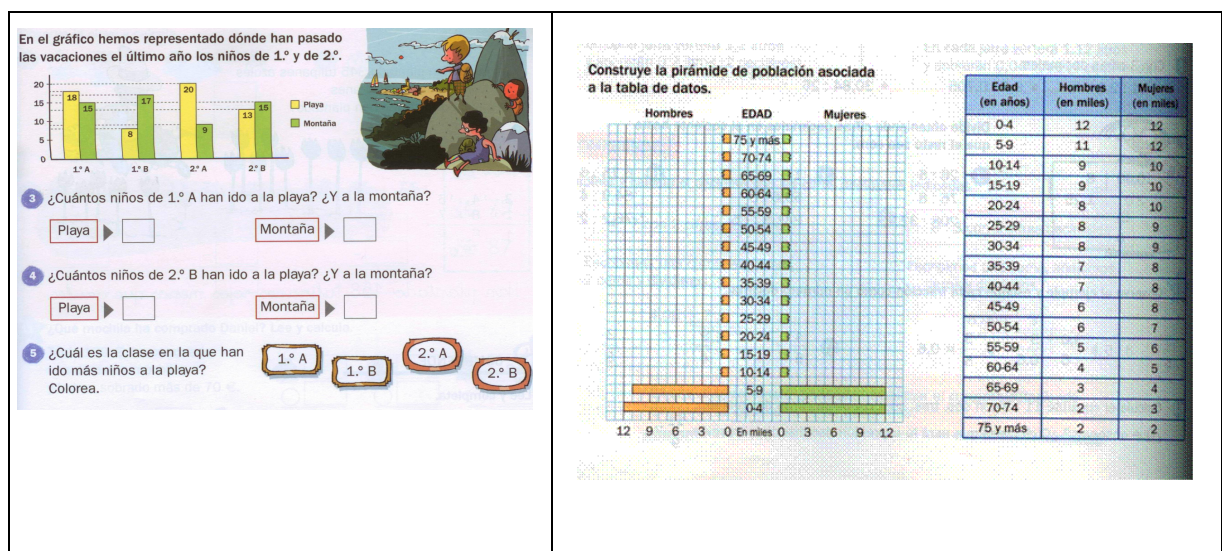 En el gráfico hemos representado dónde han pasado
las vacaciones el último año los niños de 1.º y de 2.º.
20
15
10
5
0
18
15
8
17
20
9
13
15
1.º A
1.º B
2.º A
2.º B
Playa
Montaña
3 ¿Cuántos niños de 1.º A han ido a la playa? ¿Y a la montaña?
Playa Montaña
4 ¿Cuántos niños de 2.º B han ido a la playa? ¿Y a la montaña?
Playa Montaña
5 ¿Cuál es la clase en la que han
ido más niños a la playa?
Colorea.
1.º A
1.º B
2.º A
2.º B
Construye la pirámide de población asociada
a la tabla de datos.
Hombres EDAD Mujeres
75 y más
70-74
65-69
60-64
55-59
50-54
45-49
40-44
35-39
30-34
25-29
20-24
15-19
10-14
5-9
0-4
12 9 6 3 0 En miles 0 3 6 9 12
Edad Hombres Mujeres
(en años) (en miles) (en miles)
0-4 12 12
5-9 11 12
10-14 9 10
15-19 9 10
20-24 8 10
25-29 8 9
30-34 8 9
35-39 7 8
40-44 7 8
45-49 6 8
50-54 6 7
55-59 5 6
60-64 4 5
65-69 3 4
70-74 2 3
75 y más 2 2